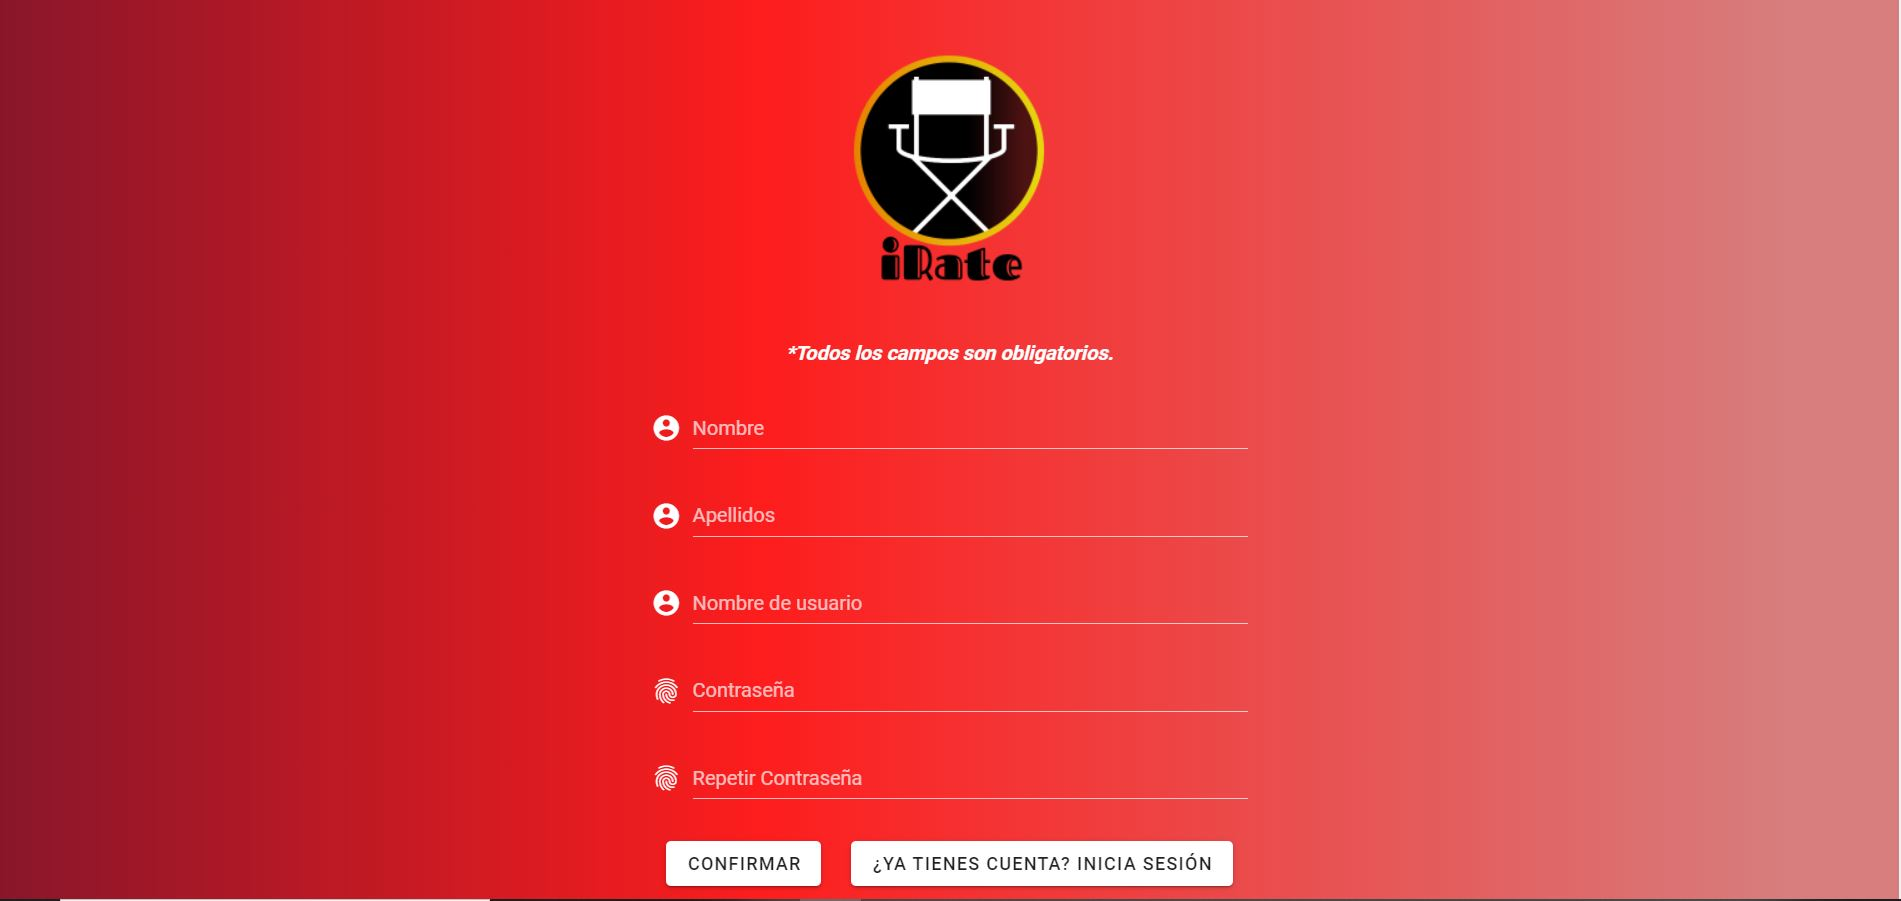 iRate
*Todos los campos son obligatorios.
Nombre
Apellidos
Nombre de usuario
Contraseña
Repetir Contraseña
CONFIRMAR
¿YA TIENES CUENTA? INICIA SESIÓN